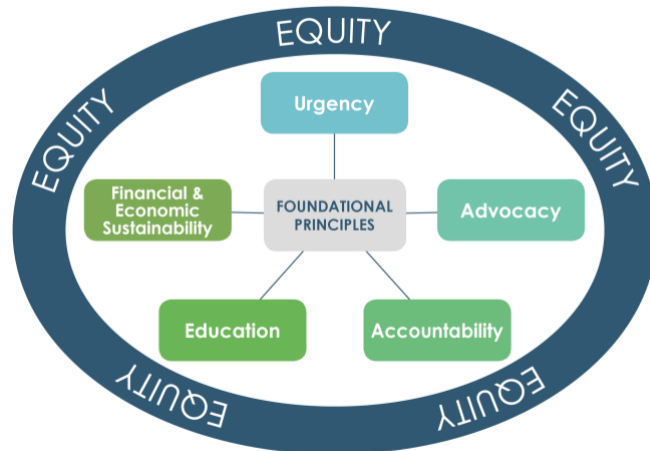 EQUITY
EQUITY
EQUITY
Urgency
Financial &
Economic
Sustainability
FOUNDATIONAL
PRINCIPLES
Advocacy
Education
Accountability
EQUITY
EQUITY